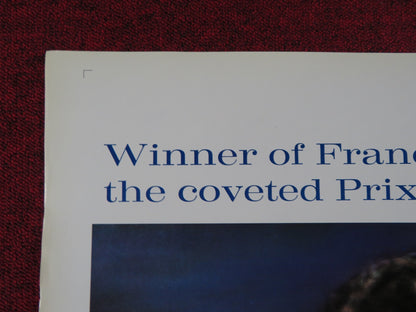 Winner of Franc
the coveted Prix